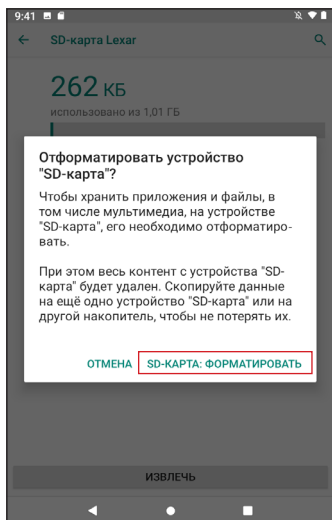 9:41
SD-карта Lexar
262 КБ
использовано из 1,01 ГБ
Отформатировать устройство
"SD-карта"?
Чтобы хранить приложения и файлы, в
том числе мультимедиа, на устройстве
"SD-карта", его необходимо отформатиро-
вать.
При этом весь контент с устройства "SD-
карта" будет удален. Скопируйте данные
на ещё одно устройство "SD-карта" или на
другой накопитель, чтобы не потерять их.
ОТМЕНА SD-КАРТА: ФОРМАТИРОВАТЬ
ИЗВЛЕЧЬ